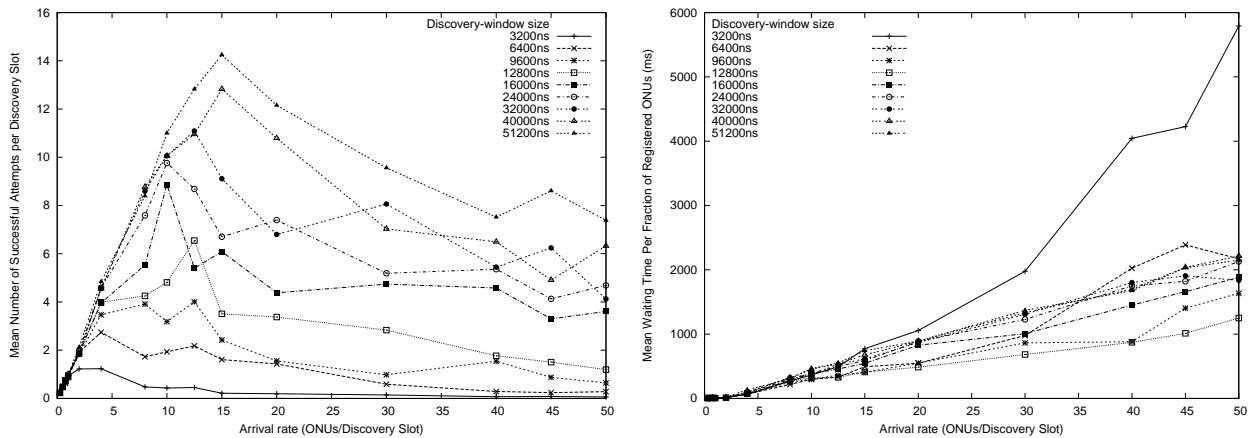 Mean Number of Successful Attempts per Discovery Slot
16
14
12
10
8
6
4
2
0
0
5
10
15
20
25
30
35
40
45
50
Arrival rate (ONUs/Discovery Slot)
Discovery-window size
3200ns
6400ns
9600ns
12800ns
16000ns
24000ns
32000ns
40000ns
51200ns
Mean Waiting Time Per Fraction of Registered ONUs (ms)
6000
5000
4000
3000
2000
1000
0
0
5
10
15
20
25
30
35
40
45
50
Arrival rate (ONUs/Discovery Slot)
Discovery-window size
3200ns
6400ns
9600ns
12800ns
16000ns
24000ns
32000ns
40000ns
51200ns